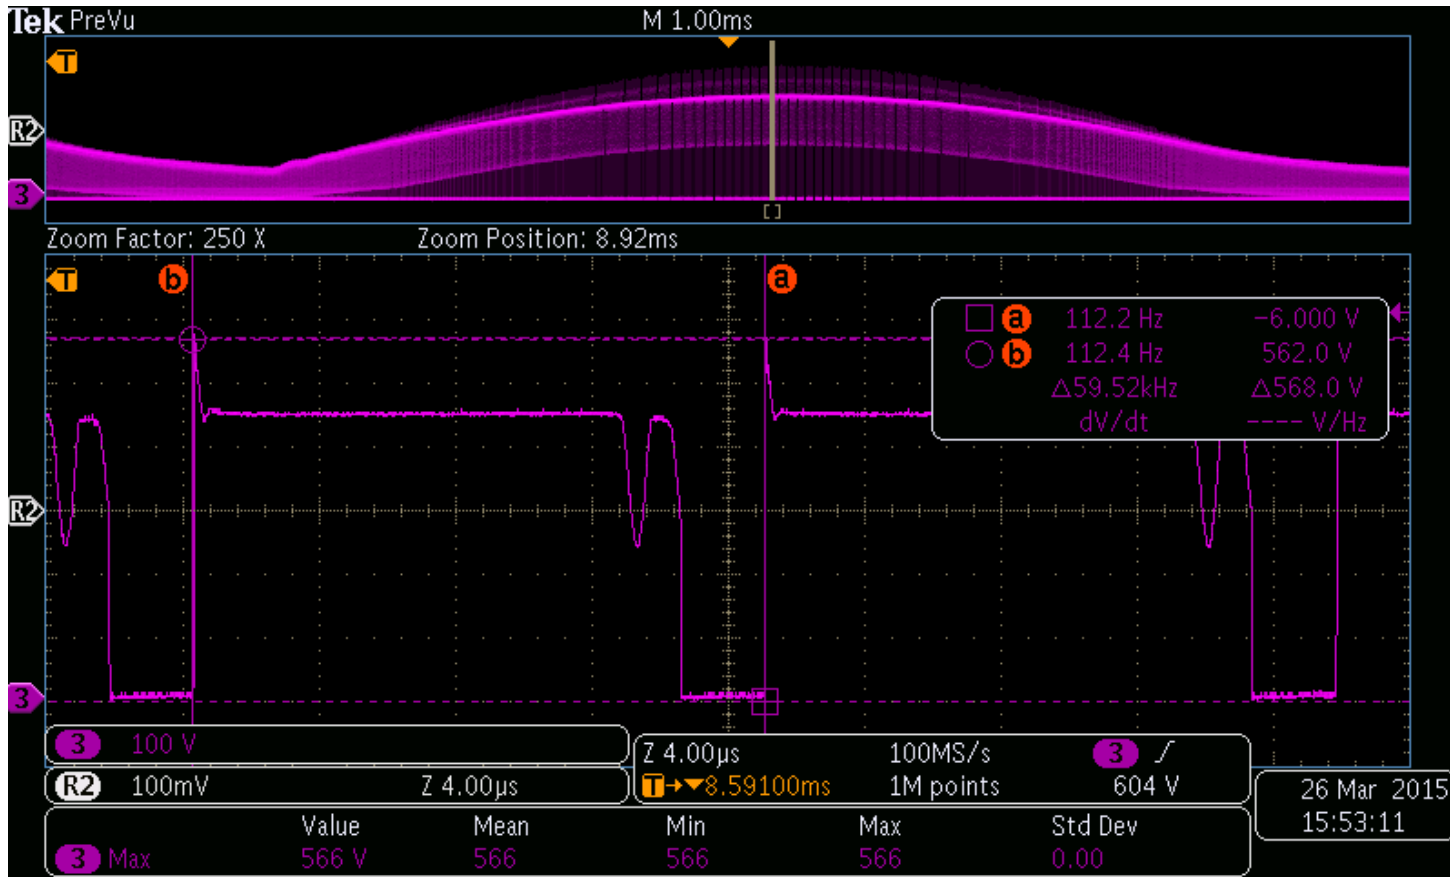 Tek PreVu M 1.00ms
T
R2
3
Zoom Factor: 250 X Zoom Position: 8.92ms
T b a
a 112.2 Hz −6.000 V
b 112.4 Hz 562.0 V
Δ59.52kHz Δ568.0 V
dV/dt ---- V/Hz
R2
3
3 100 V
R2 100mV Z 4.00µs
Z 4.00µs 100MS/s 3
T→▼8.59100ms 1M points 604 V
26 Mar 2015
15:53:11
Value Mean Min Max Std Dev
3 Max 566 V 566 566 566 0.00